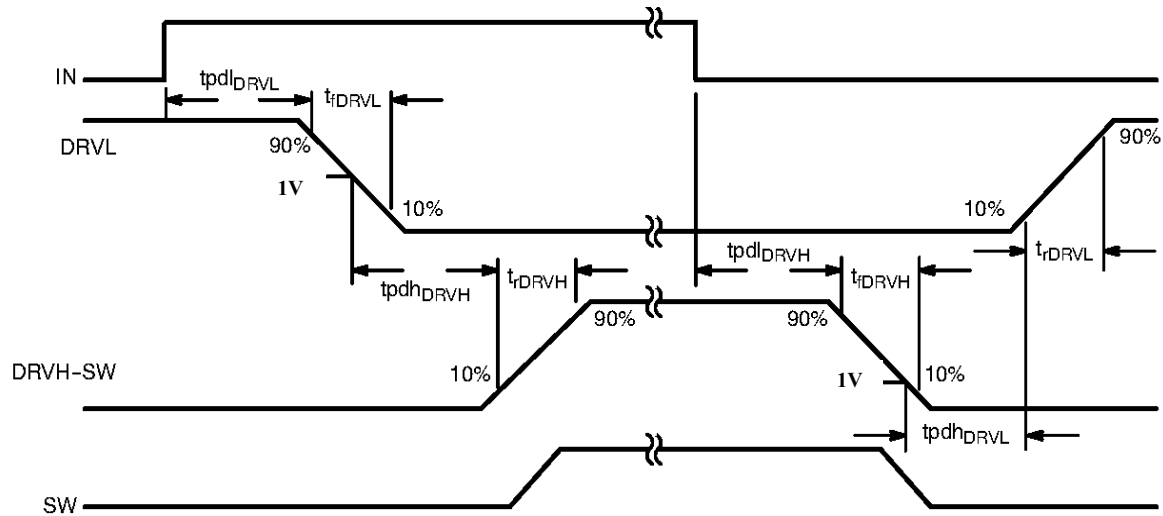 IN
tpdlDRVL
tfDRVL
DRVL
90%
90%
1V
10%
10%
tpdlDRVH
trDRVL
tpdhDRVH
trDRVH
tfDRVH
90%
90%
DRVH-SW
10%
1V
10%
tpdhDRVL
SW